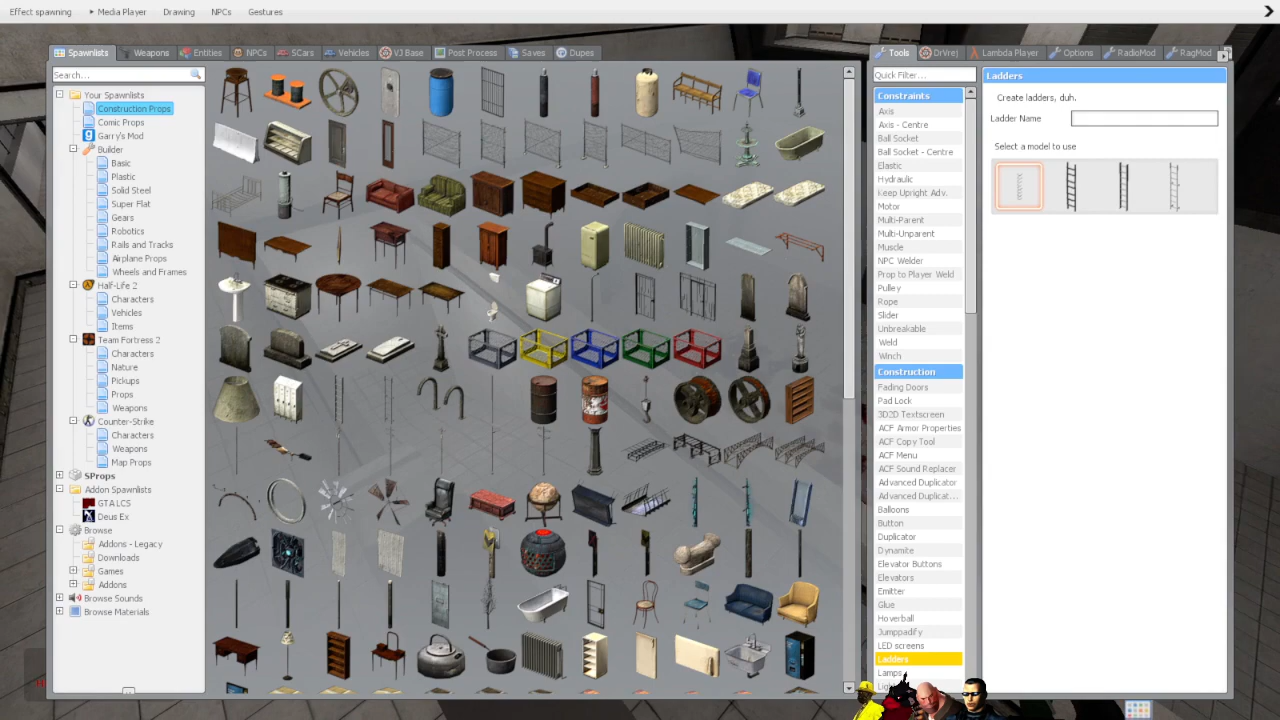 Effect spawning
Media Player
Drawing
NPCs
Gestures
Spawnlists
Weapons
Entities
NPCs
SCars
Vehicles
VJ Base
Post Process
Saves
Dupes
Search...
Your Spawnlists
Construction Props
Comic Props
Garry's Mod
Builder
Basic
Plastic
Solid Steel
Super Flat
Gears
Robotics
Rails and Tracks
Airplane Props
Wheels and Frames
Half-Life 2
Characters
Vehicles
Items
Team Fortress 2
Characters
Nature
Pickups
Props
Weapons
Counter-Strike
Characters
Weapons
Map Props
SProps
Addon Spawnlists
GTA LCS
Deus Ex
Browse
Addons - Legacy
Downloads
Games
Addons
Browse Sounds
Browse Materials
Tools
DrVrej
Lambda Player
Options
RadioMod
RagMod
Quick Filter...
Constraints
Axis
Axis - Centre
Ball Socket
Ball Socket - Centre
Elastic
Hydraulic
Keep Upright Adv.
Motor
Multi-Parent
Multi-Unparent
Muscle
NPC Welder
Prop to Player Weld
Pulley
Rope
Slider
Unbreakable
Weld
Winch
Construction
Fading Doors
Pad Lock
3D2D Textscreen
ACF Armor Properties
ACF Copy Tool
ACF Menu
ACF Sound Replacer
Advanced Duplicator
Advanced Duplicat...
Balloons
Button
Duplicator
Dynamite
Elevator Buttons
Elevators
Emitter
Glue
Hoverball
Jumppadify
LED screens
Ladders
Lamps
Ladders
Create ladders, duh.
Ladder Name
Select a model to use